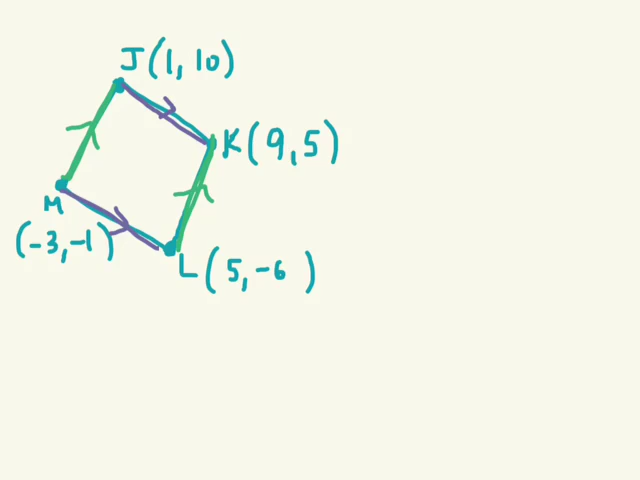 J(1, 10)
K(9, 5)
M
(-3, -1)
L(5, -6)